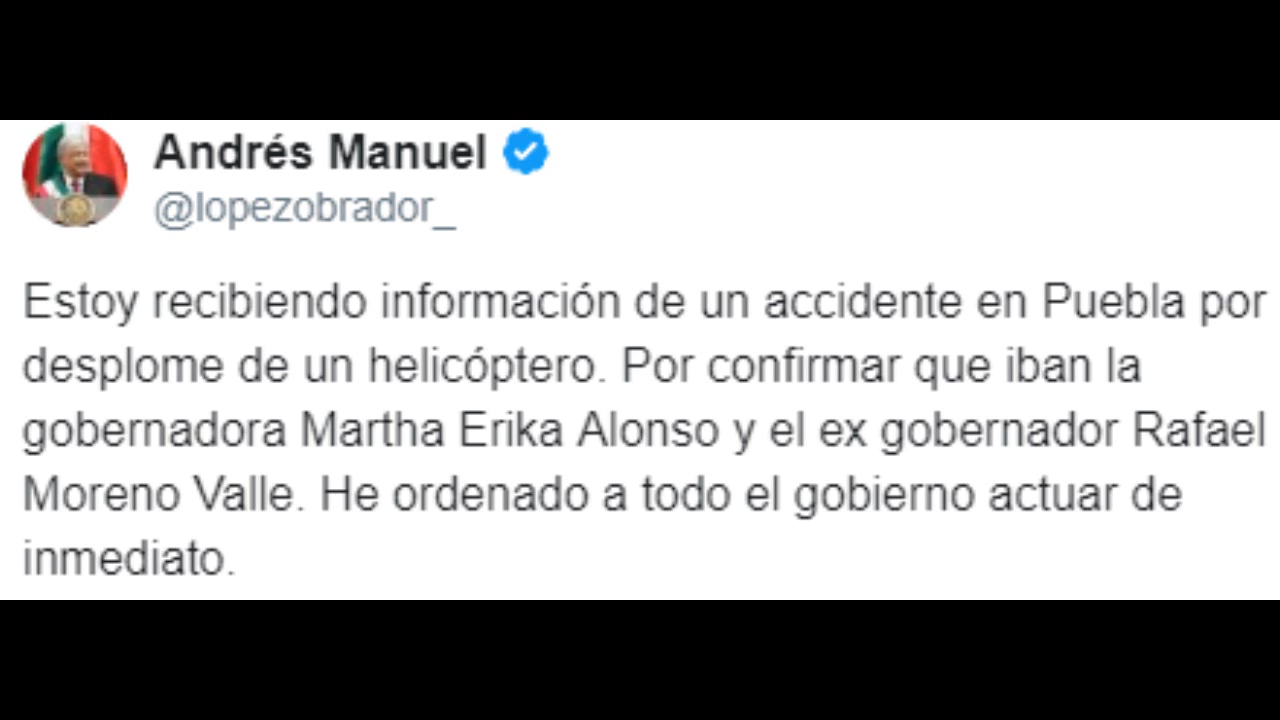 Andrés Manuel
@lopezobrador_
Estoy recibiendo información de un accidente en Puebla por
desplome de un helicóptero. Por confirmar que iban la
gobernadora Martha Erika Alonso y el ex gobernador Rafael
Moreno Valle. He ordenado a todo el gobierno actuar de
inmediato.